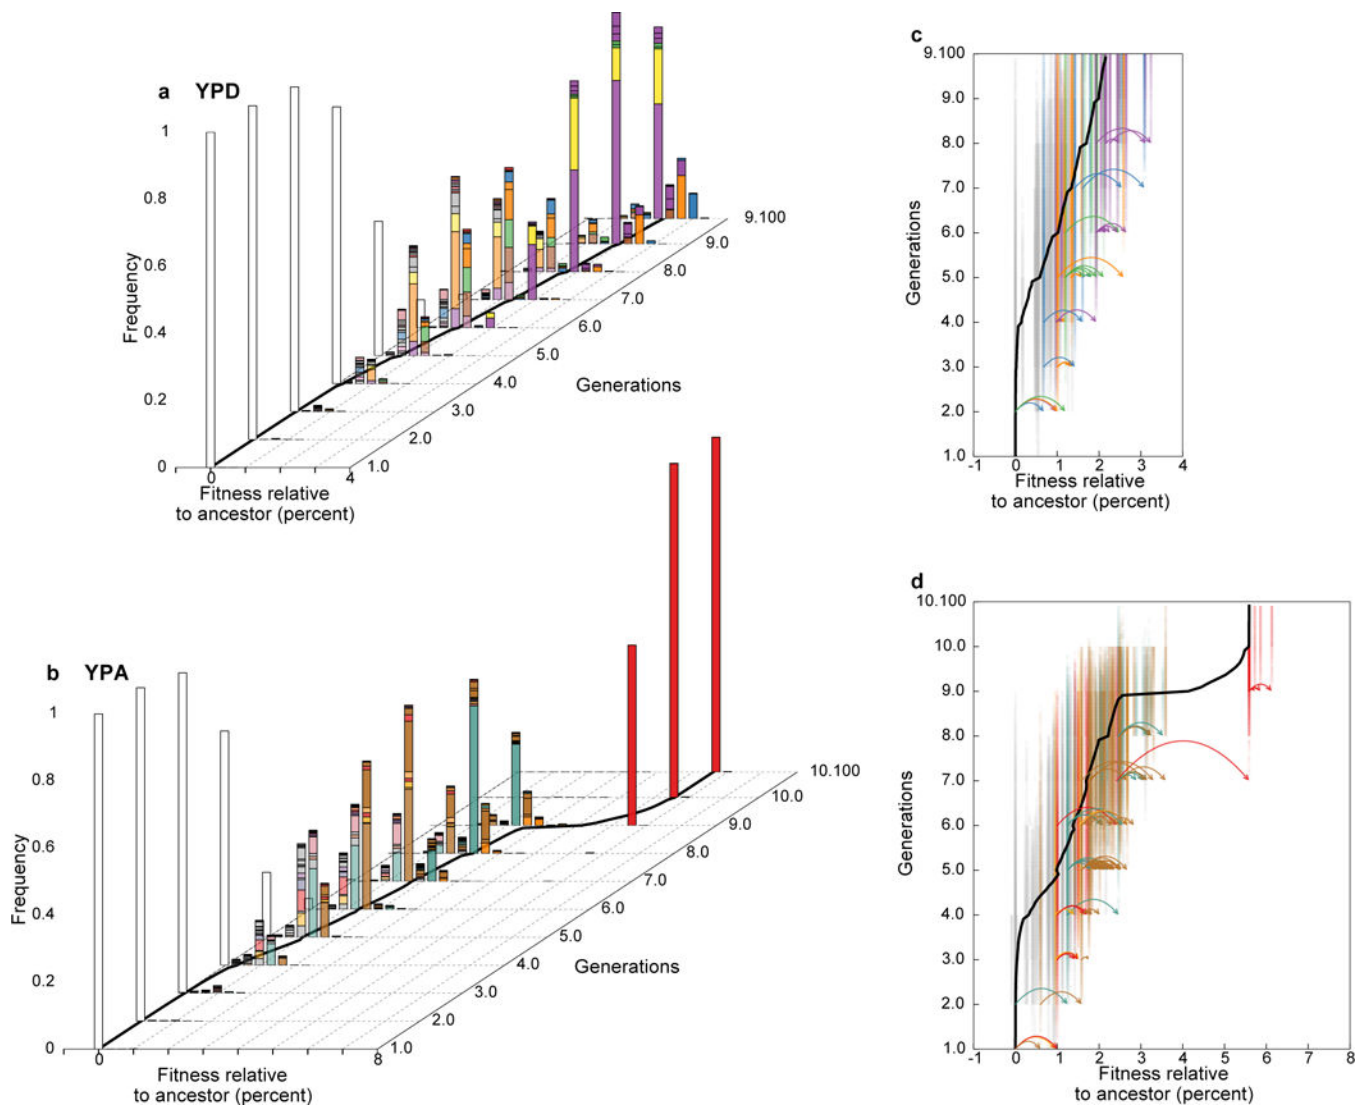 a YPD
Frequency
1
0.8
0.6
0.4
0.2
0
0
4
Fitness relative
to ancestor (percent)
1.0
2.0
3.0
4.0
5.0
6.0
7.0
8.0
9.0
9.100
Generations
c
Generations
9.100
9.0
8.0
7.0
6.0
5.0
4.0
3.0
2.0
1.0
-1 0 1 2 3 4
Fitness relative
to ancestor (percent)
b YPA
Frequency
1
0.8
0.6
0.4
0.2
0
0
8
Fitness relative
to ancestor (percent)
1.0
2.0
3.0
4.0
5.0
6.0
7.0
8.0
9.0
10.0
10.100
Generations
d
Generations
10.100
10.0
9.0
8.0
7.0
6.0
5.0
4.0
3.0
2.0
1.0
-1 0 1 2 3 4 5 6 7 8
Fitness relative
to ancestor (percent)